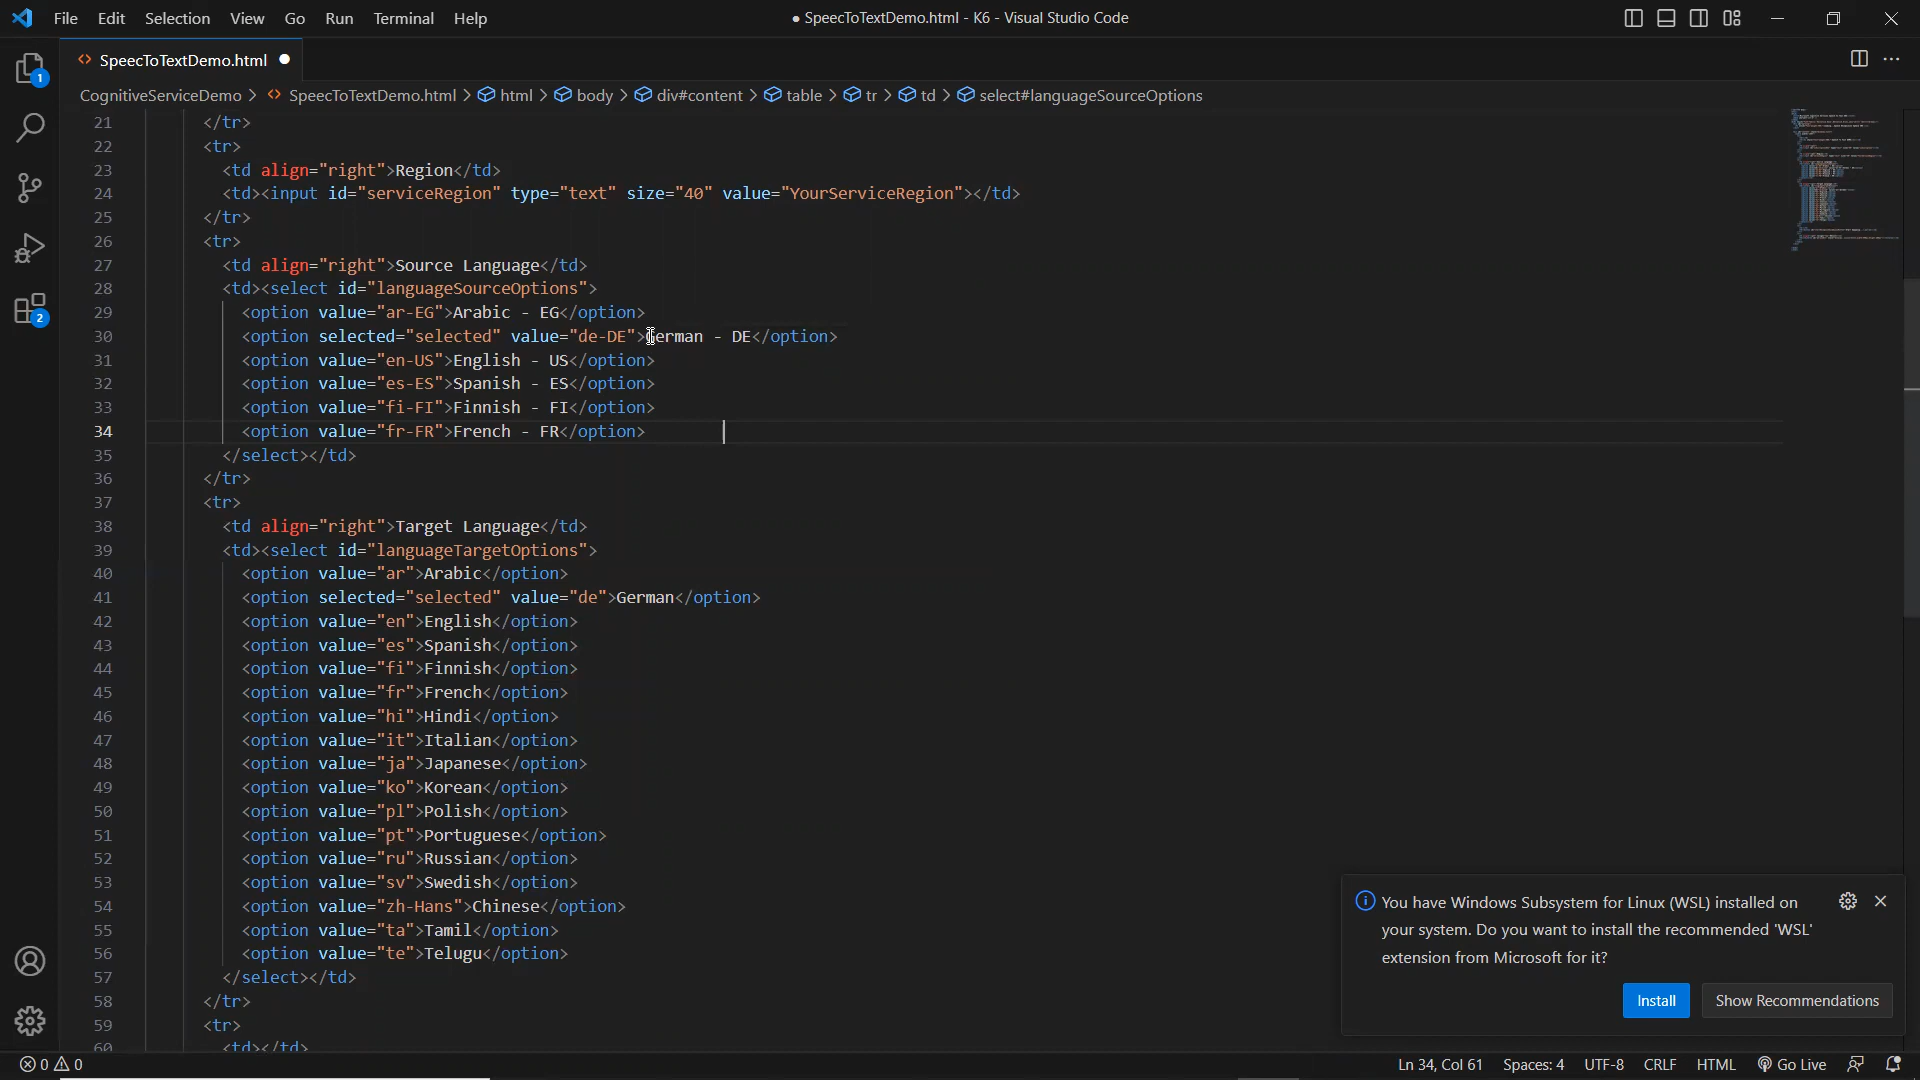 File Edit Selection View Go Run Terminal Help
● SpeecToTextDemo.html - K6 - Visual Studio Code
SpeecToTextDemo.html
CognitiveServiceDemo > SpeecToTextDemo.html > html > body > div#content > table > tr > td > select#languageSourceOptions
21 </tr>
22 <tr>
23 <td align="right">Region</td>
24 <td><input id="serviceRegion" type="text" size="40" value="YourServiceRegion"></td>
25 </tr>
26 <tr>
27 <td align="right">Source Language</td>
28 <td><select id="languageSourceOptions">
29 <option value="ar-EG">Arabic - EG</option>
30 <option selected="selected" value="de-DE">German - DE</option>
31 <option value="en-US">English - US</option>
32 <option value="es-ES">Spanish - ES</option>
33 <option value="fi-FI">Finnish - FI</option>
34 <option value="fr-FR">French - FR</option>
35 </select></td>
36 </tr>
37 <tr>
38 <td align="right">Target Language</td>
39 <td><select id="languageTargetOptions">
40 <option value="ar">Arabic</option>
41 <option selected="selected" value="de">German</option>
42 <option value="en">English</option>
43 <option value="es">Spanish</option>
44 <option value="fi">Finnish</option>
45 <option value="fr">French</option>
46 <option value="hi">Hindi</option>
47 <option value="it">Italian</option>
48 <option value="ja">Japanese</option>
49 <option value="ko">Korean</option>
50 <option value="pl">Polish</option>
51 <option value="pt">Portuguese</option>
52 <option value="ru">Russian</option>
53 <option value="sv">Swedish</option>
54 <option value="zh-Hans">Chinese</option>
55 <option value="ta">Tamil</option>
56 <option value="te">Telugu</option>
57 </select></td>
58 </tr>
59 <tr>
60 <td></td>
1
2
You have Windows Subsystem for Linux (WSL) installed on
your system. Do you want to install the recommended 'WSL'
extension from Microsoft for it?
Install Show Recommendations
0 0
Ln 34, Col 61 Spaces: 4 UTF-8 CRLF HTML Go Live